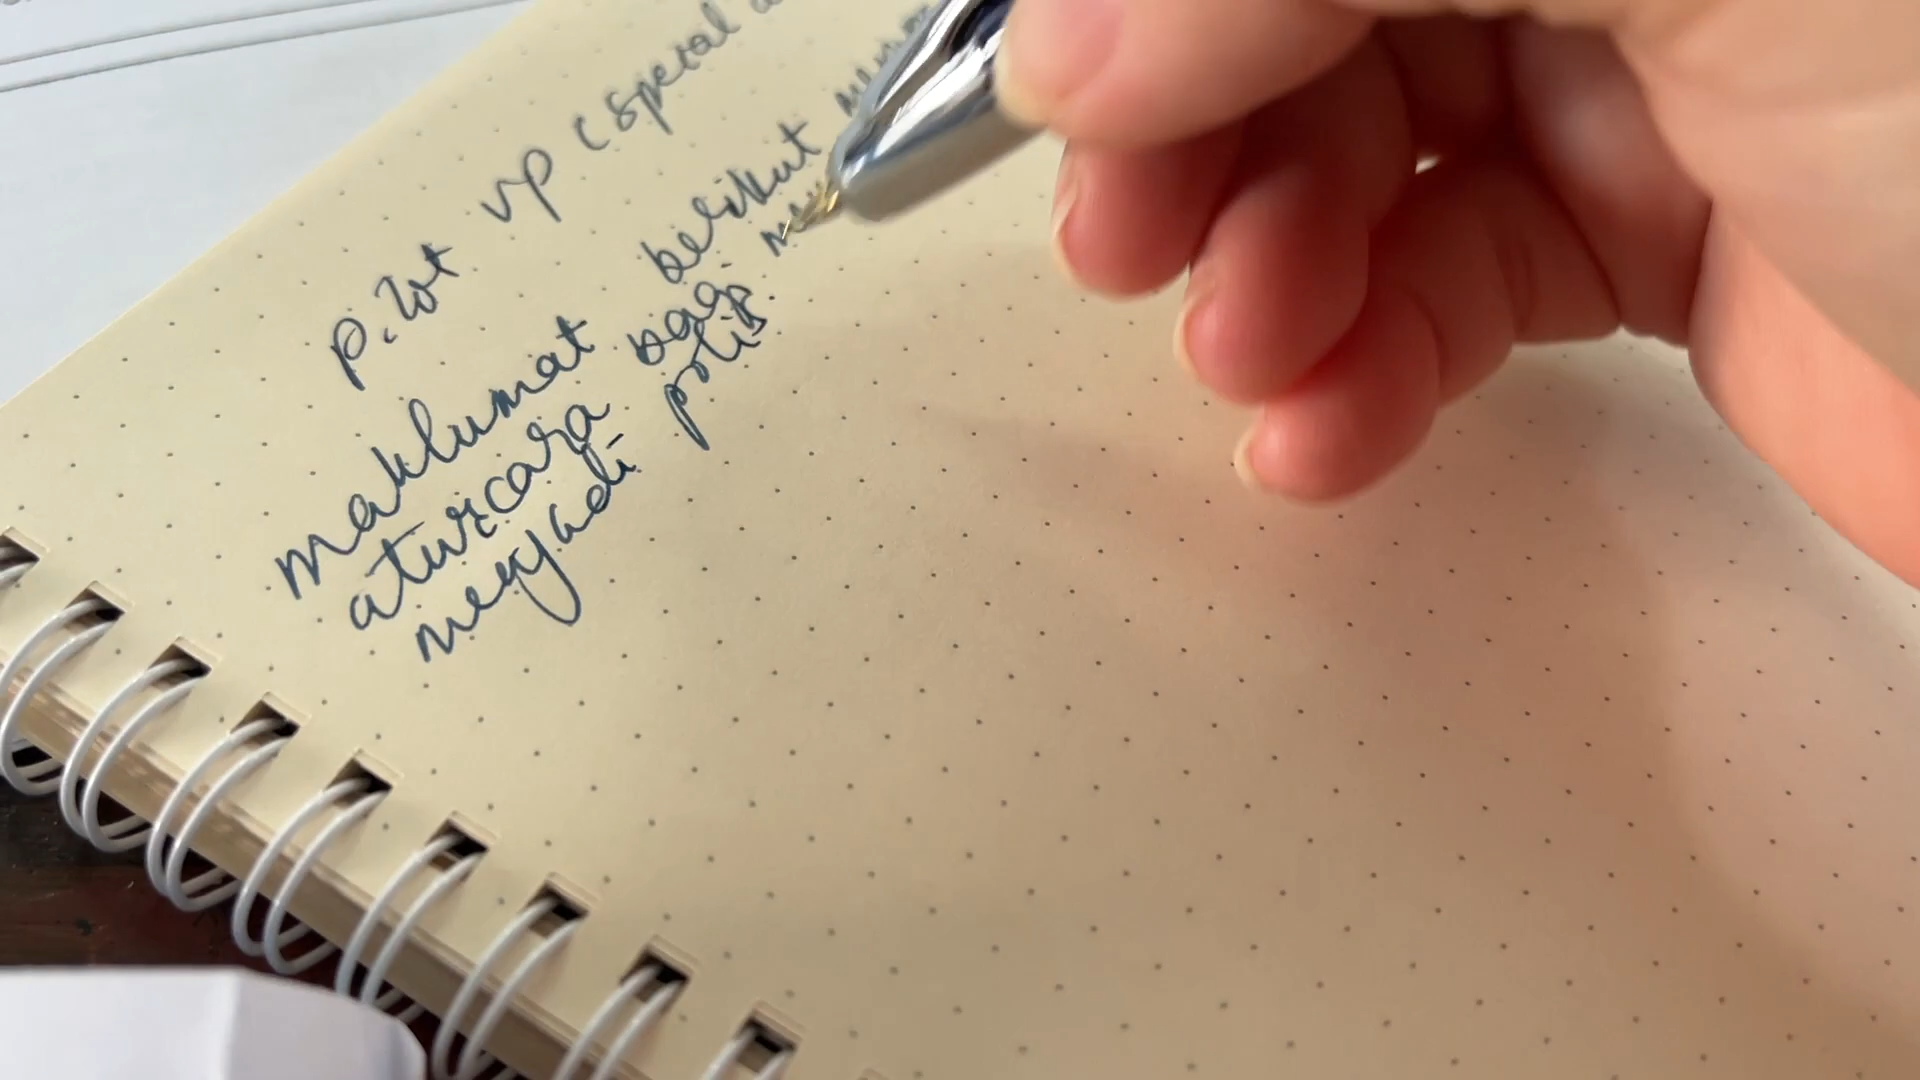 pilot VP (special
maklumat berikut
aturcara bagi
menjadi polis